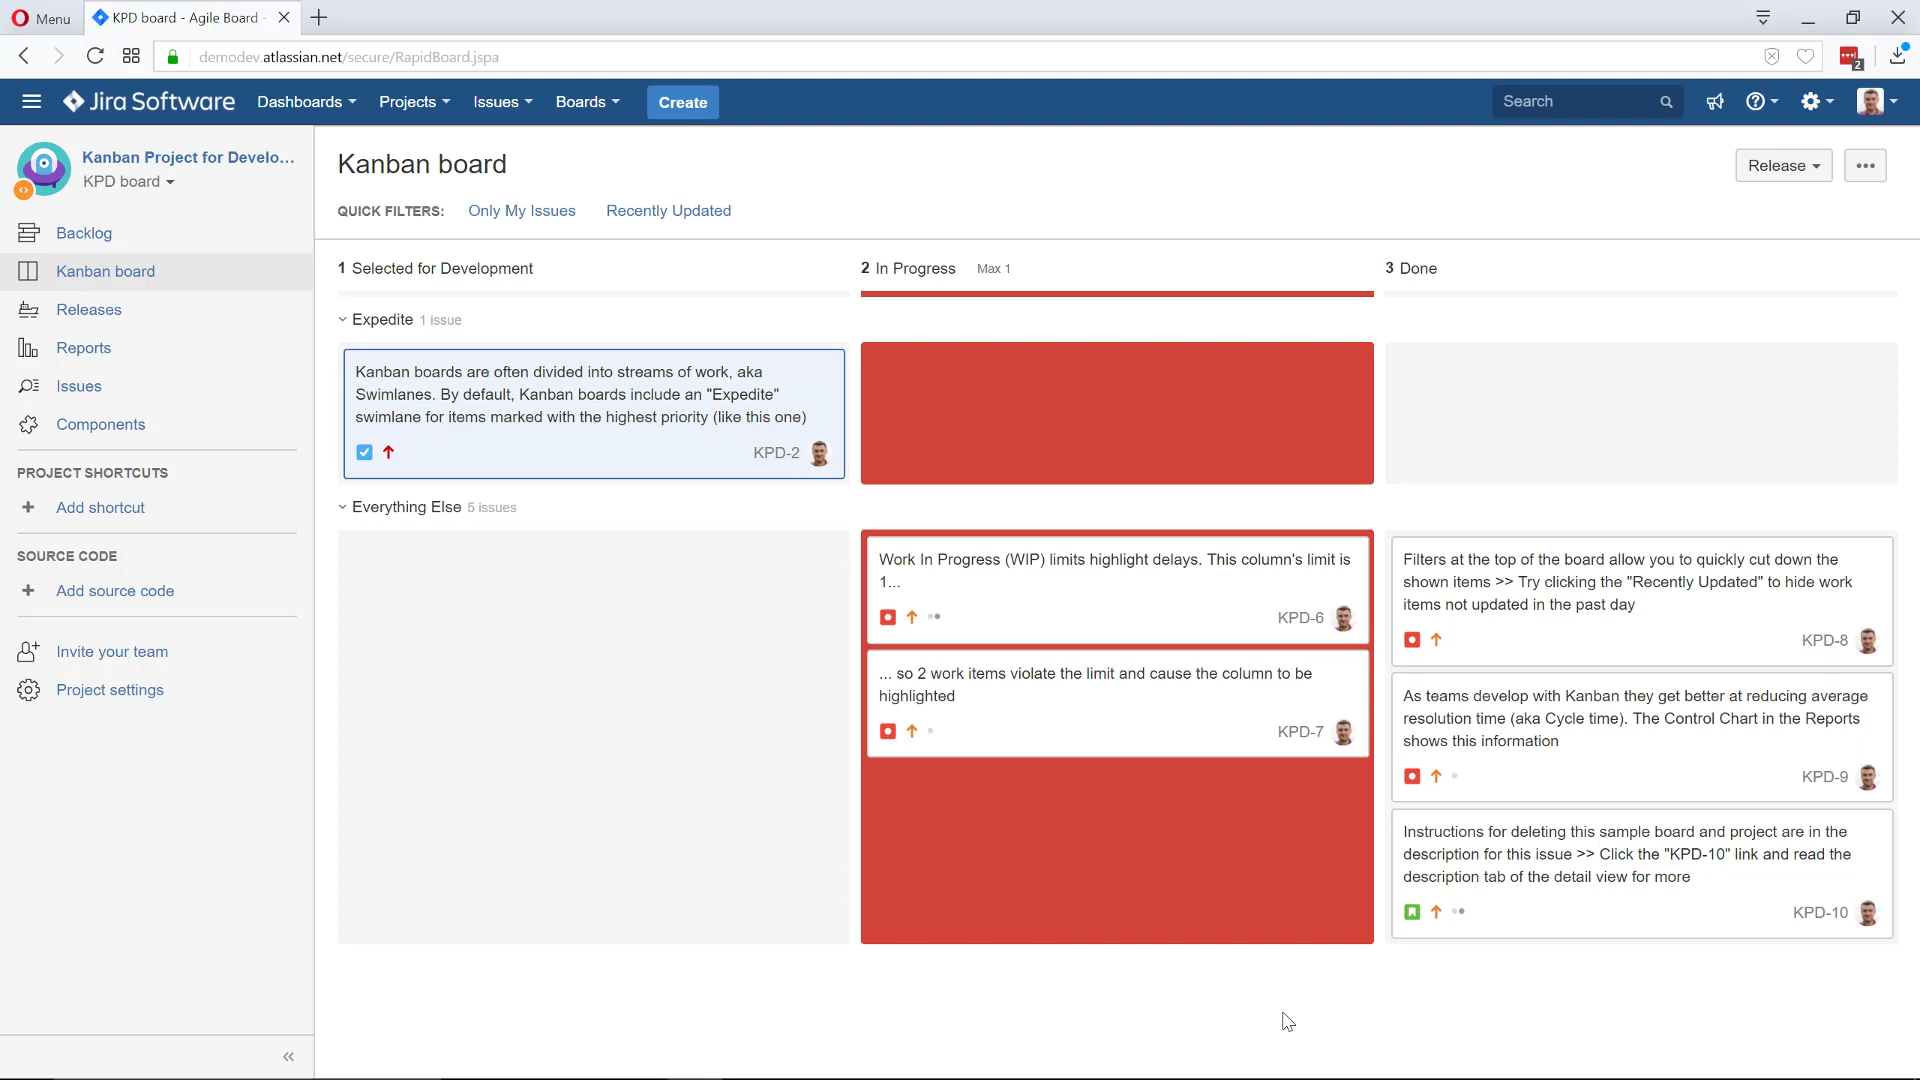 Menu
KPD board - Agile Board -
demodev.atlassian.net/secure/RapidBoard.jspa
2
Jira Software
Dashboards
Projects
Issues
Boards
Create
Search
Kanban Project for Develo...
KPD board
Backlog
Kanban board
Releases
Reports
Issues
Components
PROJECT SHORTCUTS
+ Add shortcut
SOURCE CODE
+ Add source code
Invite your team
Project settings
Kanban board
Release
QUICK FILTERS:
Only My Issues
Recently Updated
1 Selected for Development
2 In Progress Max 1
3 Done
Expedite 1 issue
Kanban boards are often divided into streams of work, aka
Swimlanes. By default, Kanban boards include an "Expedite"
swimlane for items marked with the highest priority (like this one)
KPD-2
Everything Else 5 issues
Work In Progress (WIP) limits highlight delays. This column's limit is
1...
KPD-6
... so 2 work items violate the limit and cause the column to be
highlighted
KPD-7
Filters at the top of the board allow you to quickly cut down the
shown items >> Try clicking the "Recently Updated" to hide work
items not updated in the past day
KPD-8
As teams develop with Kanban they get better at reducing average
resolution time (aka Cycle time). The Control Chart in the Reports
shows this information
KPD-9
Instructions for deleting this sample board and project are in the
description for this issue >> Click the "KPD-10" link and read the
description tab of the detail view for more
KPD-10